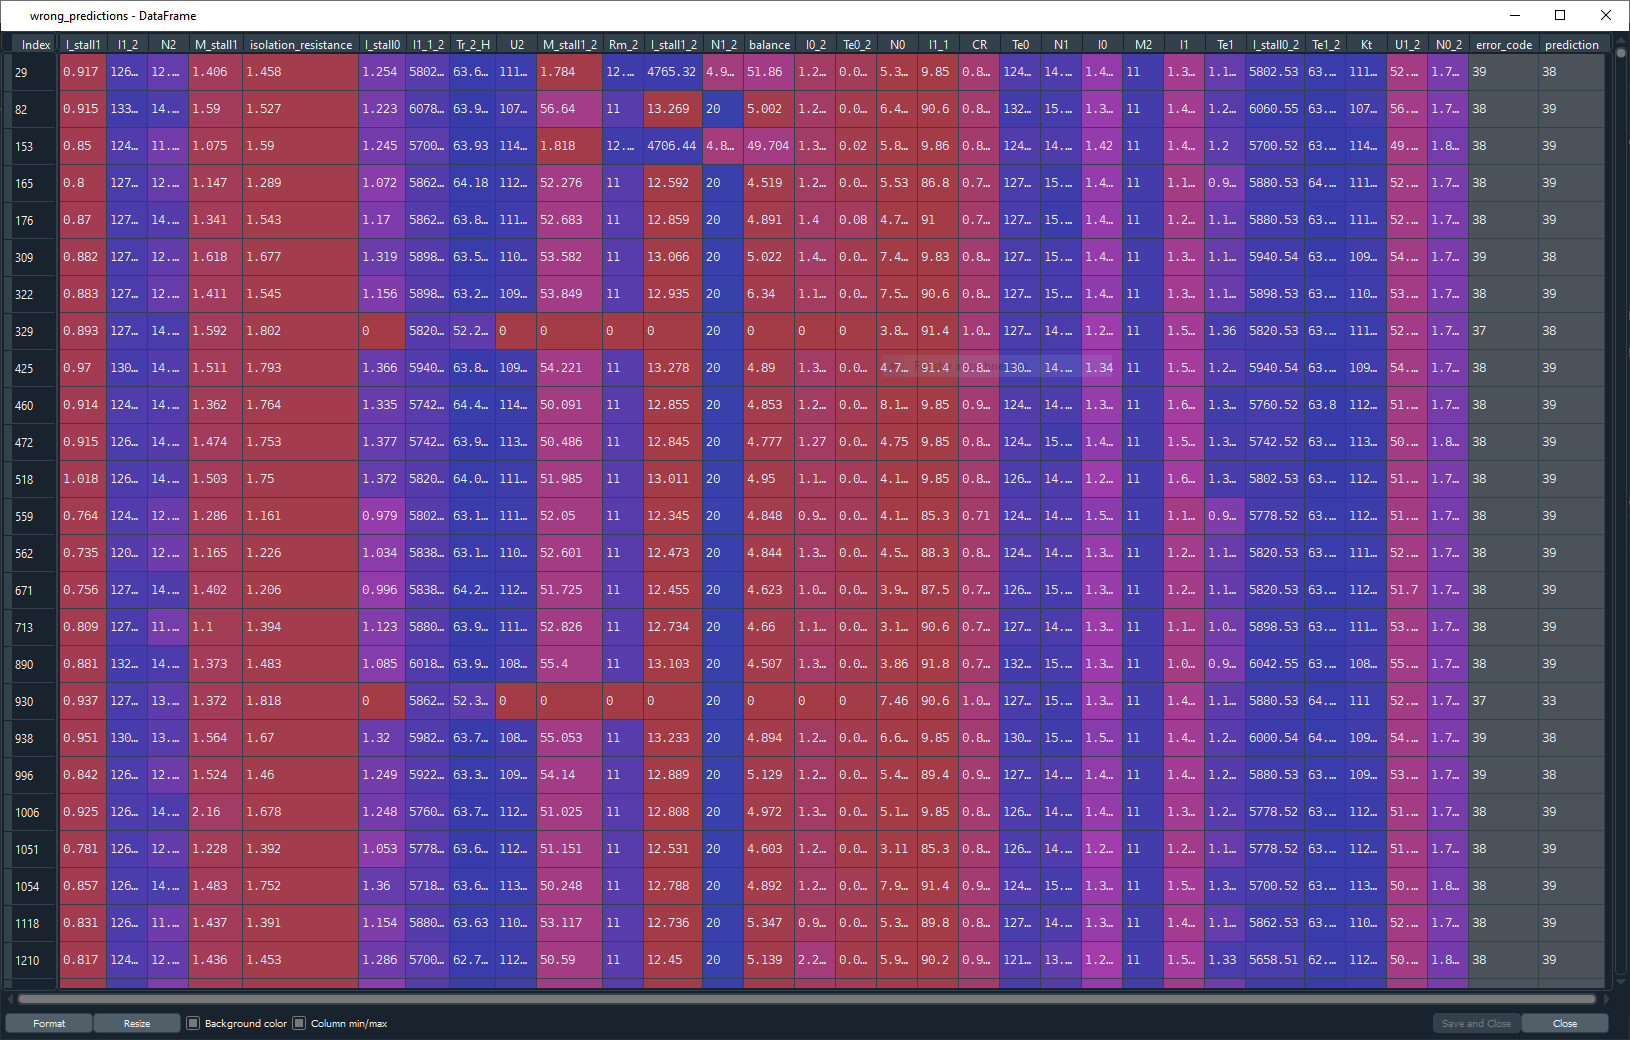 wrong_predictions - DataFrame
Index I_stall1 I1_2 N2 M_stall1 isolation_resistance I_stall0 I1_1_2 Tr_2_H U2 M_stall1_2 Rm_2 I_stall1_2 N1_2 balance I0_2 Te0_2 N0 I1_1 CR Te0 N1 I0 M2 I1 Te1 I_stall0_2 Te1_2 Kt U1_2 N0_2 error_code prediction
29 0.917 126… 12.… 1.406 1.458 1.254 5802… 63.6… 111… 1.784 12.… 4765.32 4.9… 51.86 1.2… 0.0… 5.3… 9.85 0.8… 124… 14.… 1.4… 11 1.3… 1.1… 5802.53 63.… 111… 52.… 1.7… 39 38
82 0.915 133… 14.… 1.59 1.527 1.223 6078… 63.8… 107… 56.64 11 13.269 20 5.002 1.2… 0.0… 6.4… 90.6 0.8… 132… 15.… 1.3… 11 1.4… 1.2… 6060.55 63.… 107… 56.… 1.7… 38 39
153 0.85 124… 11.… 1.075 1.59 1.245 5700… 63.93 114… 1.818 12.… 4706.44 4.8… 49.704 1.3… 0.02 5.8… 9.86 0.8… 124… 14.… 1.42 11 1.4… 1.2 5700.52 63.… 114… 49.… 1.8… 38 39
165 0.8 127… 12.… 1.147 1.289 1.072 5862… 64.18 112… 52.276 11 12.592 20 4.519 1.2… 0.0… 5.53 86.8 0.7… 127… 15.… 1.4… 11 1.1… 0.9… 5880.53 64.… 111… 52.… 1.7… 38 39
176 0.87 127… 14.… 1.341 1.543 1.17 5862… 63.8… 111… 52.683 11 12.859 20 4.891 1.4 0.08 4.7… 91 0.7… 127… 15.… 1.4… 11 1.2… 1.1… 5880.53 63.… 111… 52.… 1.7… 38 39
309 0.882 127… 12.… 1.618 1.677 1.319 5898… 63.5… 110… 53.582 11 13.066 20 5.022 1.4… 0.0… 7.4… 9.83 0.8… 127… 15.… 1.4… 11 1.3… 1.1… 5940.54 63.… 109… 54.… 1.7… 39 38
322 0.883 127… 12.… 1.411 1.545 1.156 5898… 63.2… 109… 53.849 11 12.935 20 6.34 1.1… 0.0… 7.5… 90.6 0.8… 127… 15.… 1.4… 11 1.3… 1.1… 5898.53 63.… 110… 53.… 1.7… 38 39
329 0.893 127… 14.… 1.592 1.802 0 5820… 52.2… 0 0 0 0 20 0 0 0 3.8… 91.4 1.0… 127… 14.… 1.2… 11 1.5… 1.36 5820.53 63.… 111… 52.… 1.7… 37 38
425 0.97 130… 14.… 1.511 1.793 1.366 5940… 63.8… 109… 54.221 11 13.278 20 4.89 1.3… 0.0… 4.7… 91.4 0.8… 130… 14.… 1.34 11 1.5… 1.2… 5940.54 63.… 109… 54.… 1.7… 38 39
460 0.914 124… 14.… 1.362 1.764 1.335 5742… 64.4… 114… 50.091 11 12.855 20 4.853 1.2… 0.0… 8.1… 9.85 0.9… 124… 14.… 1.3… 11 1.6… 1.3… 5760.52 63.8 112… 51.… 1.7… 38 39
472 0.915 126… 14.… 1.474 1.753 1.377 5742… 63.9… 113… 50.486 11 12.845 20 4.777 1.27 0.0… 4.75 9.85 0.8… 124… 15.… 1.4… 11 1.5… 1.3… 5742.52 63.… 113… 50.… 1.8… 38 39
518 1.018 126… 14.… 1.503 1.75 1.372 5820… 64.0… 111… 51.985 11 13.011 20 4.95 1.1… 0.0… 4.1… 9.85 0.8… 126… 14.… 1.2… 11 1.6… 1.3… 5802.53 63.… 112… 51.… 1.7… 38 39
559 0.764 124… 12.… 1.286 1.161 0.979 5802… 63.1… 111… 52.05 11 12.345 20 4.848 0.9… 0.0… 4.1… 85.3 0.71 124… 14.… 1.5… 11 1.1… 0.9… 5778.52 63.… 112… 51.… 1.7… 38 39
562 0.735 120… 12.… 1.165 1.226 1.034 5838… 63.1… 110… 52.601 11 12.473 20 4.844 1.3… 0.0… 4.5… 88.3 0.8… 124… 14.… 1.3… 11 1.2… 1.1… 5820.53 63.… 111… 52.… 1.7… 38 39
671 0.756 127… 14.… 1.402 1.206 0.996 5838… 64.2… 112… 51.725 11 12.455 20 4.623 1.0… 0.0… 3.9… 87.5 0.8… 126… 15.… 1.3… 11 1.2… 1.1… 5820.53 63.… 112… 51.7 1.7… 38 39
713 0.809 127… 11.… 1.1 1.394 1.123 5880… 63.9… 111… 52.826 11 12.734 20 4.66 1.1… 0.0… 3.1… 90.6 0.7… 127… 14.… 1.3… 11 1.1… 1.0… 5898.53 63.… 111… 53.… 1.7… 38 39
890 0.881 132… 14.… 1.373 1.483 1.085 6018… 63.9… 108… 55.4 11 13.103 20 4.507 1.3… 0.0… 3.86 91.8 0.7… 132… 15.… 1.3… 11 1.0… 0.9… 6042.55 63.… 108… 55.… 1.7… 38 39
930 0.937 127… 13.… 1.372 1.818 0 5862… 52.3… 0 0 0 0 20 0 0 0 7.46 90.6 1.0… 127… 15.… 1.3… 11 1.4… 1.1… 5880.53 64.… 111 52.… 1.7… 37 33
938 0.951 130… 13.… 1.564 1.67 1.32 5982… 63.7… 108… 55.053 11 13.233 20 4.894 1.2… 0.0… 6.6… 9.85 0.8… 130… 15.… 1.5… 11 1.4… 1.2… 6000.54 64.… 109… 54.… 1.7… 39 38
996 0.842 126… 12.… 1.524 1.46 1.249 5922… 63.3… 109… 54.14 11 12.889 20 5.129 1.2… 0.0… 5.4… 89.4 0.9… 127… 14.… 1.4… 11 1.4… 1.2… 5880.53 63.… 109… 53.… 1.7… 39 38
1006 0.925 126… 14.… 2.16 1.678 1.248 5760… 63.7… 112… 51.025 11 12.808 20 4.972 1.3… 0.0… 5.1… 9.85 0.8… 126… 14.… 1.4… 11 1.3… 1.2… 5778.52 63.… 112… 51.… 1.7… 38 39
1051 0.781 126… 12.… 1.228 1.392 1.053 5778… 63.6… 112… 51.151 11 12.531 20 4.603 1.2… 0.0… 3.11 85.3 0.8… 126… 14.… 1.2… 11 1.2… 1.1… 5778.52 63.… 112… 51.… 1.7… 38 39
1054 0.857 126… 14.… 1.483 1.752 1.36 5718… 63.6… 113… 50.248 11 12.788 20 4.892 1.2… 0.0… 7.9… 91.4 0.9… 124… 15.… 1.3… 11 1.5… 1.3… 5700.52 63.… 113… 50.… 1.8… 38 39
1118 0.831 126… 11.… 1.437 1.391 1.154 5880… 63.63 110… 53.117 11 12.736 20 5.347 0.9… 0.0… 5.3… 89.8 0.8… 127… 14.… 1.3… 11 1.4… 1.1… 5862.53 63.… 110… 52.… 1.7… 38 39
1210 0.817 124… 12.… 1.436 1.453 1.286 5700… 62.7… 112… 50.59 11 12.45 20 5.139 2.2… 0.0… 5.9… 90.2 0.9… 121… 13.… 1.2… 11 1.5… 1.33 5658.51 62.… 112… 50.… 1.8… 38 39
Format Resize Background color Column min/max Save and Close Close